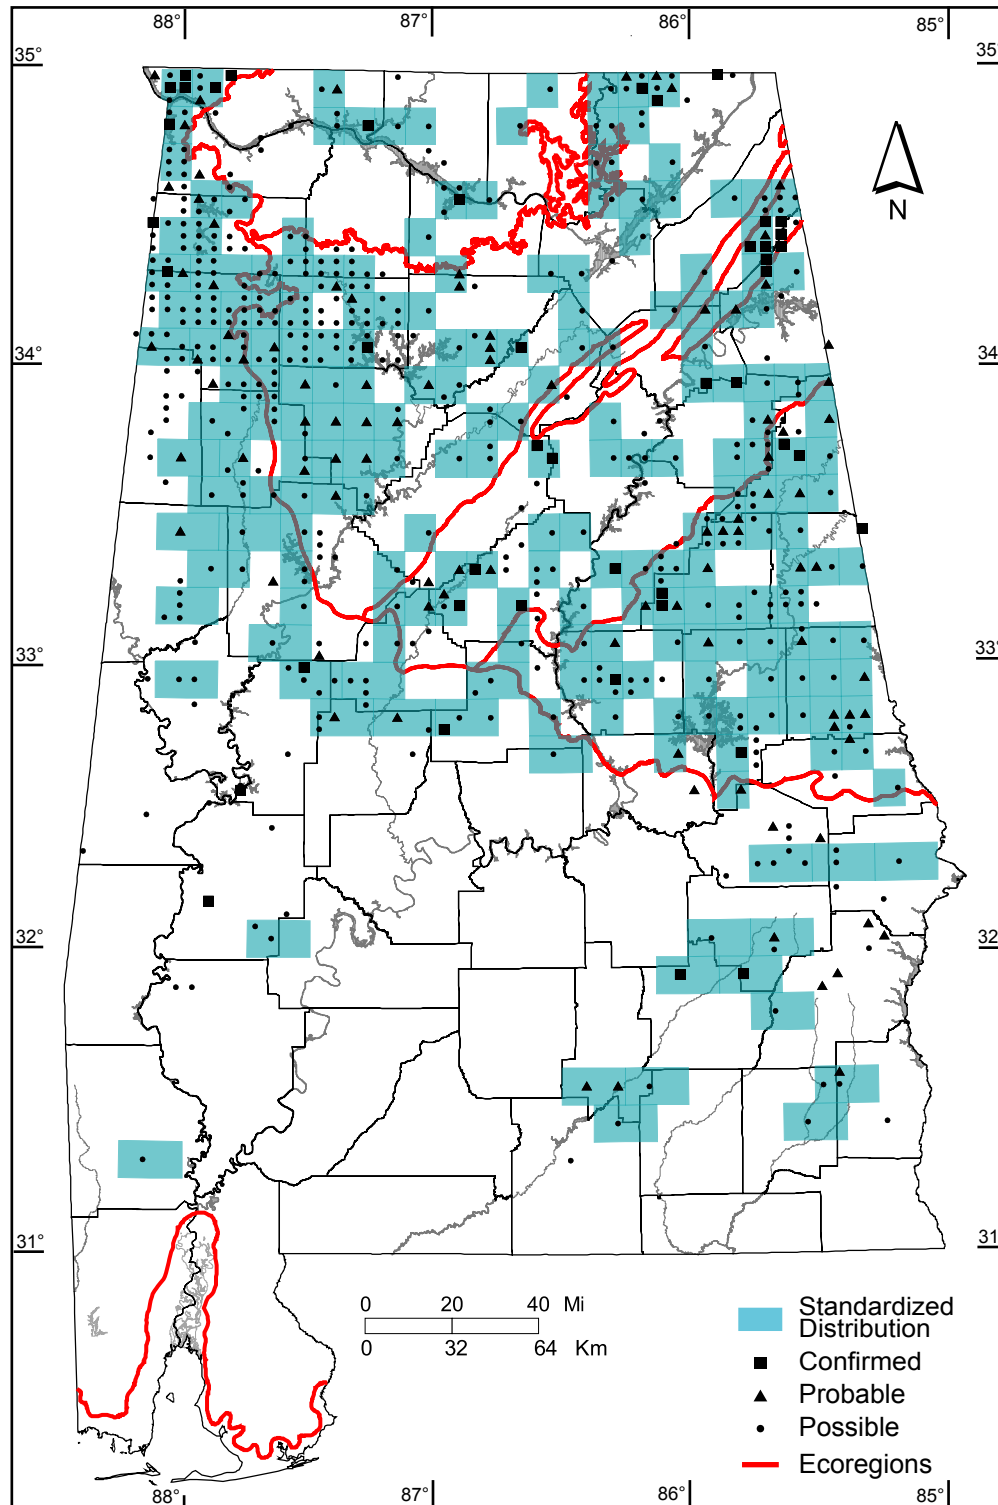 88° 87° 86° 85°
35° 35
34° 34
33° 33
32° 32
31° 31
N
0 20 40 Mi
0 32 64 Km
Standardized
Distribution
Confirmed
Probable
Possible
Ecoregions
88° 87° 86° 85°